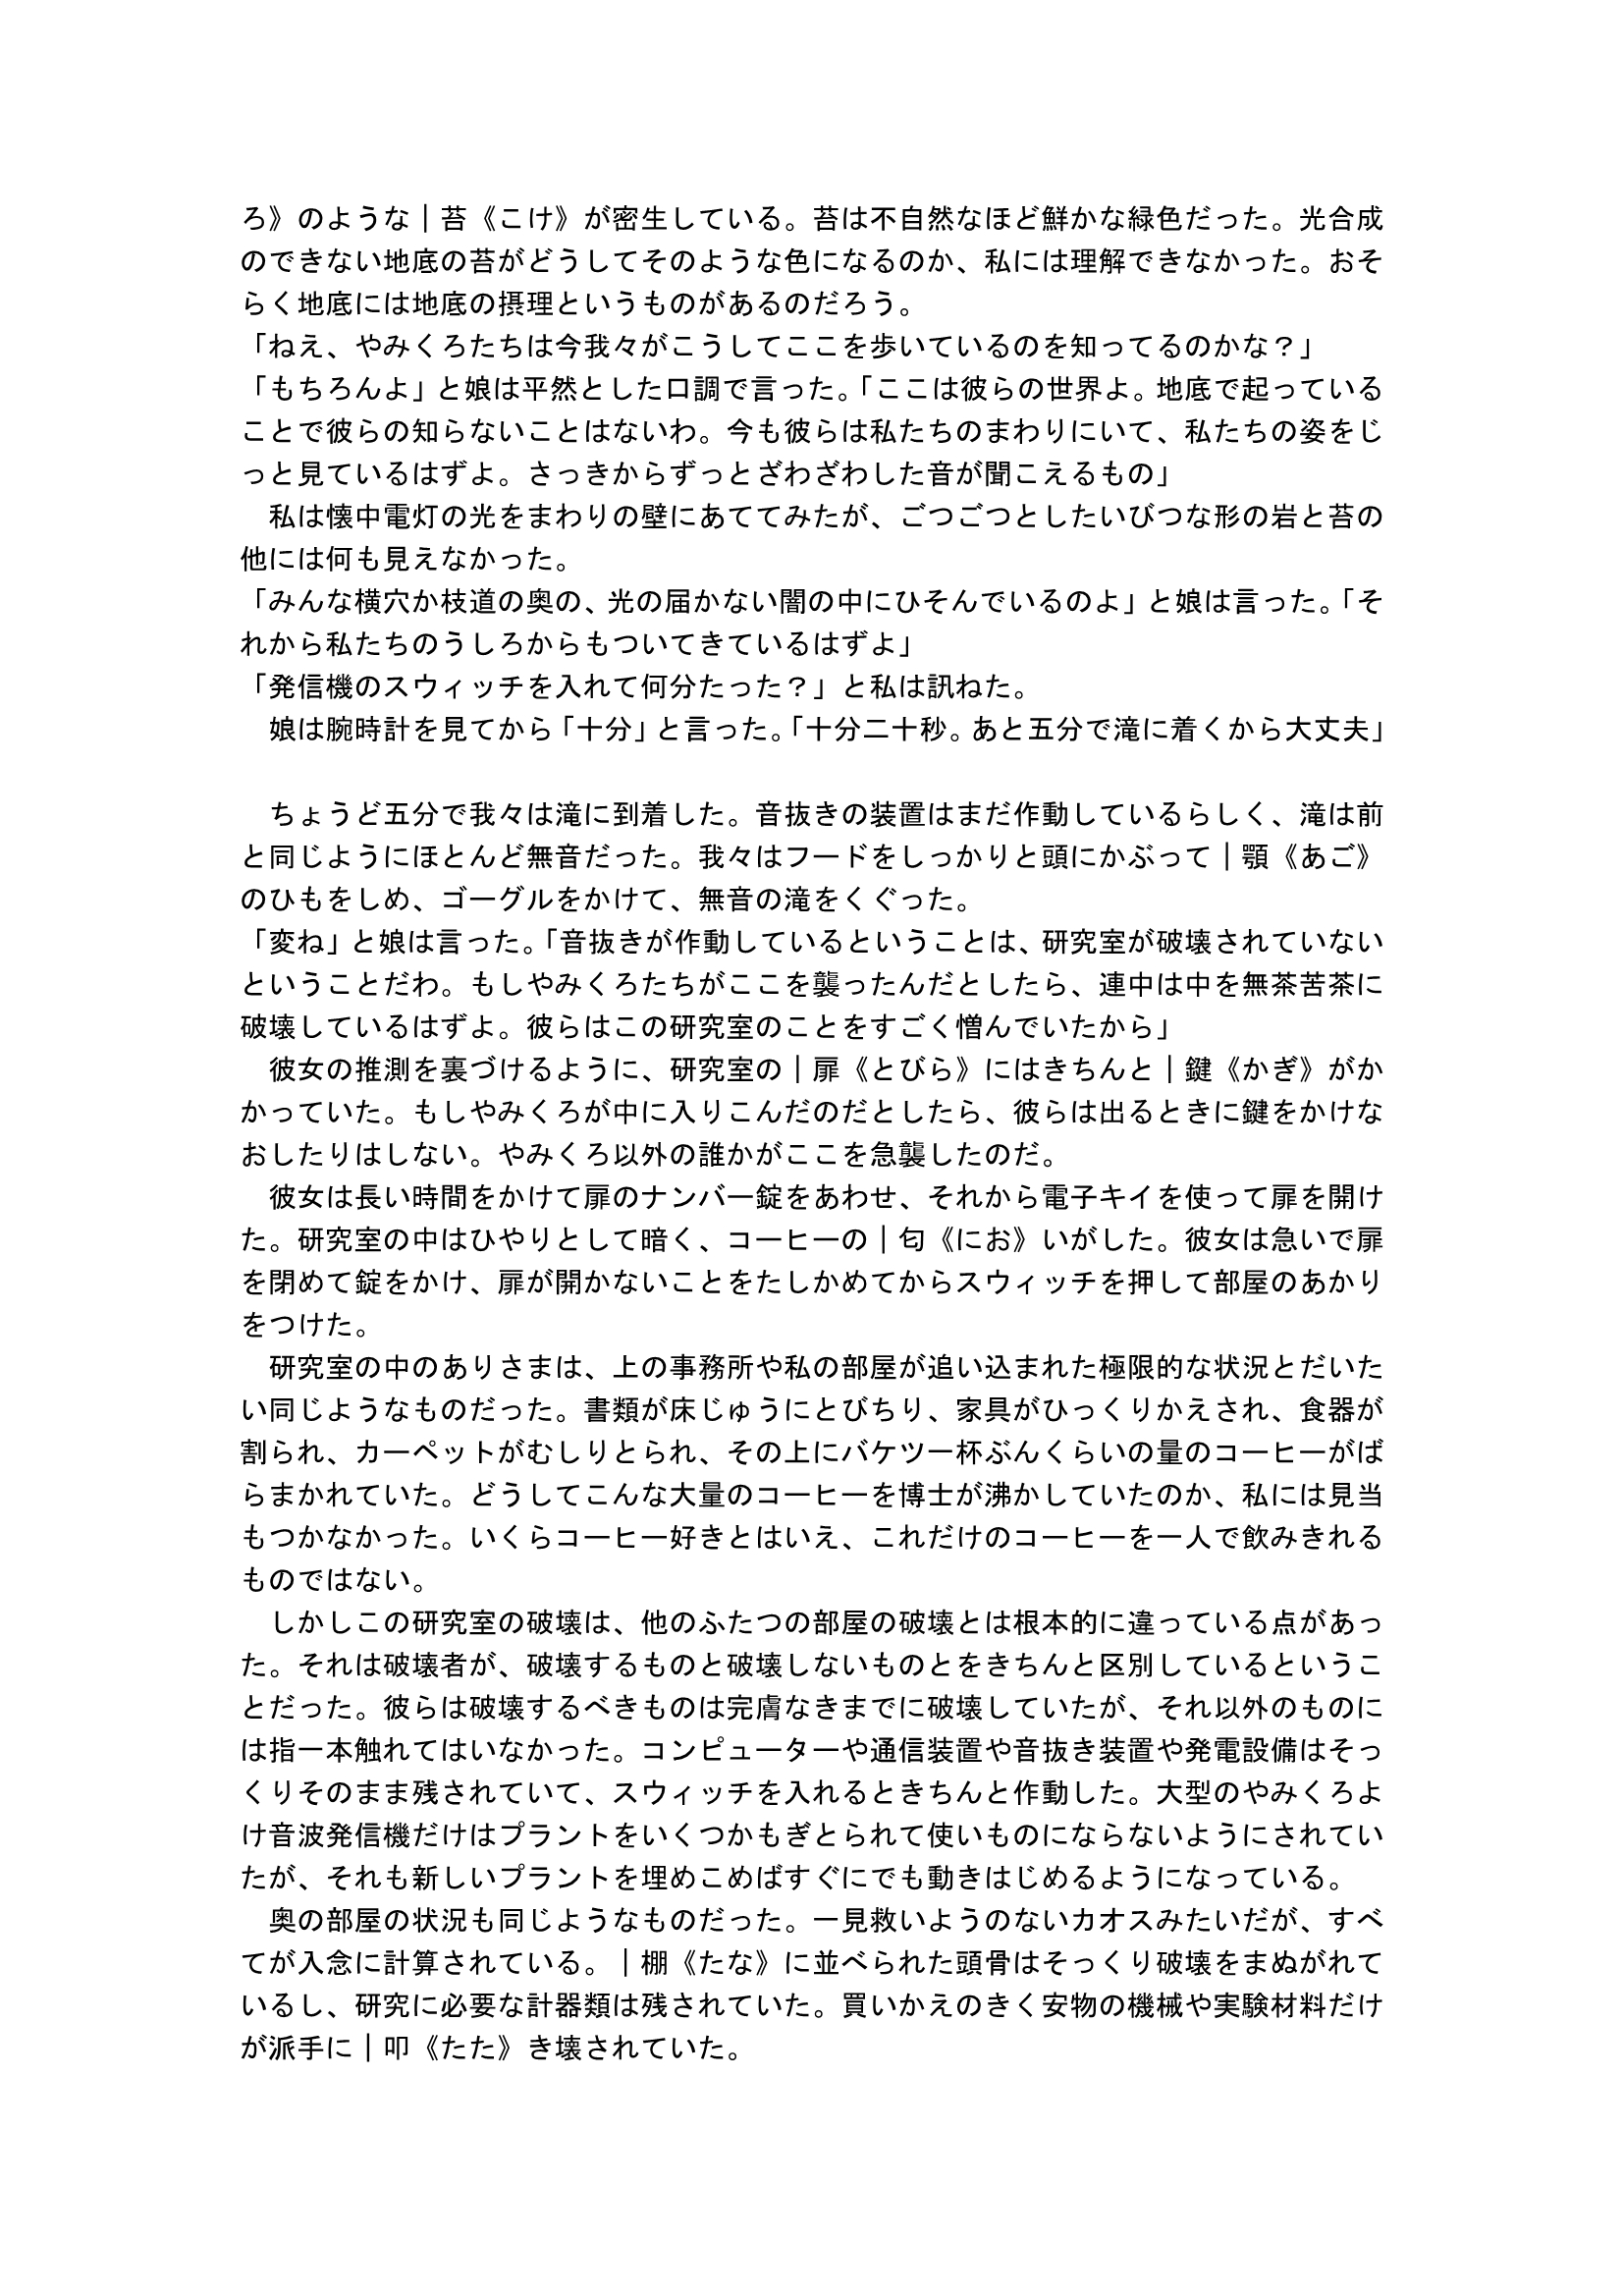 ろ》のような｜苔《こけ》が密生している。苔は不自然なほど鮮かな緑色だった。光合成
のできない地底の苔がどうしてそのような色になるのか、私には理解できなかった。おそ
らく地底には地底の摂理というものがあるのだろう。
「ねえ、やみくろたちは今我々がこうしてここを歩いているのを知ってるのかな？」
「もちろんよ」と娘は平然とした口調で言った。「ここは彼らの世界よ。地底で起っている
ことで彼らの知らないことはないわ。今も彼らは私たちのまわりにいて、私たちの姿をじ
っと見ているはずよ。さっきからずっとざわざわした音が聞こえるもの」
　私は懐中電灯の光をまわりの壁にあててみたが、ごつごつとしたいびつな形の岩と苔の
他には何も見えなかった。
「みんな横穴か枝道の奥の、光の届かない闇の中にひそんでいるのよ」と娘は言った。「そ
れから私たちのうしろからもついてきているはずよ」
「発信機のスウィッチを入れて何分たった？」と私は訊ねた。
　娘は腕時計を見てから「十分」と言った。「十分二十秒。あと五分で滝に着くから大丈夫」
　ちょうど五分で我々は滝に到着した。音抜きの装置はまだ作動しているらしく、滝は前
と同じようにほとんど無音だった。我々はフードをしっかりと頭にかぶって｜顎《あご》
のひもをしめ、ゴーグルをかけて、無音の滝をくぐった。
「変ね」と娘は言った。「音抜きが作動しているということは、研究室が破壊されていない
ということだわ。もしやみくろたちがここを襲ったんだとしたら、連中は中を無茶苦茶に
破壊しているはずよ。彼らはこの研究室のことをすごく憎んでいたから」
　彼女の推測を裏づけるように、研究室の｜扉《とびら》にはきちんと｜鍵《かぎ》がか
かっていた。もしやみくろが中に入りこんだのだとしたら、彼らは出るときに鍵をかけな
おしたりはしない。やみくろ以外の誰かがここを急襲したのだ。
　彼女は長い時間をかけて扉のナンバー錠をあわせ、それから電子キイを使って扉を開け
た。研究室の中はひやりとして暗く、コーヒーの｜匂《にお》いがした。彼女は急いで扉
を閉めて錠をかけ、扉が開かないことをたしかめてからスウィッチを押して部屋のあかり
をつけた。
　研究室の中のありさまは、上の事務所や私の部屋が追い込まれた極限的な状況とだいた
い同じようなものだった。書類が床じゅうにとびちり、家具がひっくりかえされ、食器が
割られ、カーペットがむしりとられ、その上にバケツ一杯ぶんくらいの量のコーヒーがば
らまかれていた。どうしてこんな大量のコーヒーを博士が沸かしていたのか、私には見当
もつかなかった。いくらコーヒー好きとはいえ、これだけのコーヒーを一人で飲みきれる
ものではない。
　しかしこの研究室の破壊は、他のふたつの部屋の破壊とは根本的に違っている点があっ
た。それは破壊者が、破壊するものと破壊しないものとをきちんと区別しているというこ
とだった。彼らは破壊するべきものは完膚なきまでに破壊していたが、それ以外のものに
は指一本触れてはいなかった。コンピューターや通信装置や音抜き装置や発電設備はそっ
くりそのまま残されていて、スウィッチを入れるときちんと作動した。大型のやみくろよ
け音波発信機だけはプラントをいくつかもぎとられて使いものにならないようにされてい
たが、それも新しいプラントを埋めこめばすぐにでも動きはじめるようになっている。
　奥の部屋の状況も同じようなものだった。一見救いようのないカオスみたいだが、すべ
てが入念に計算されている。｜棚《たな》に並べられた頭骨はそっくり破壊をまぬがれて
いるし、研究に必要な計器類は残されていた。買いかえのきく安物の機械や実験材料だけ
が派手に｜叩《たた》き壊されていた。